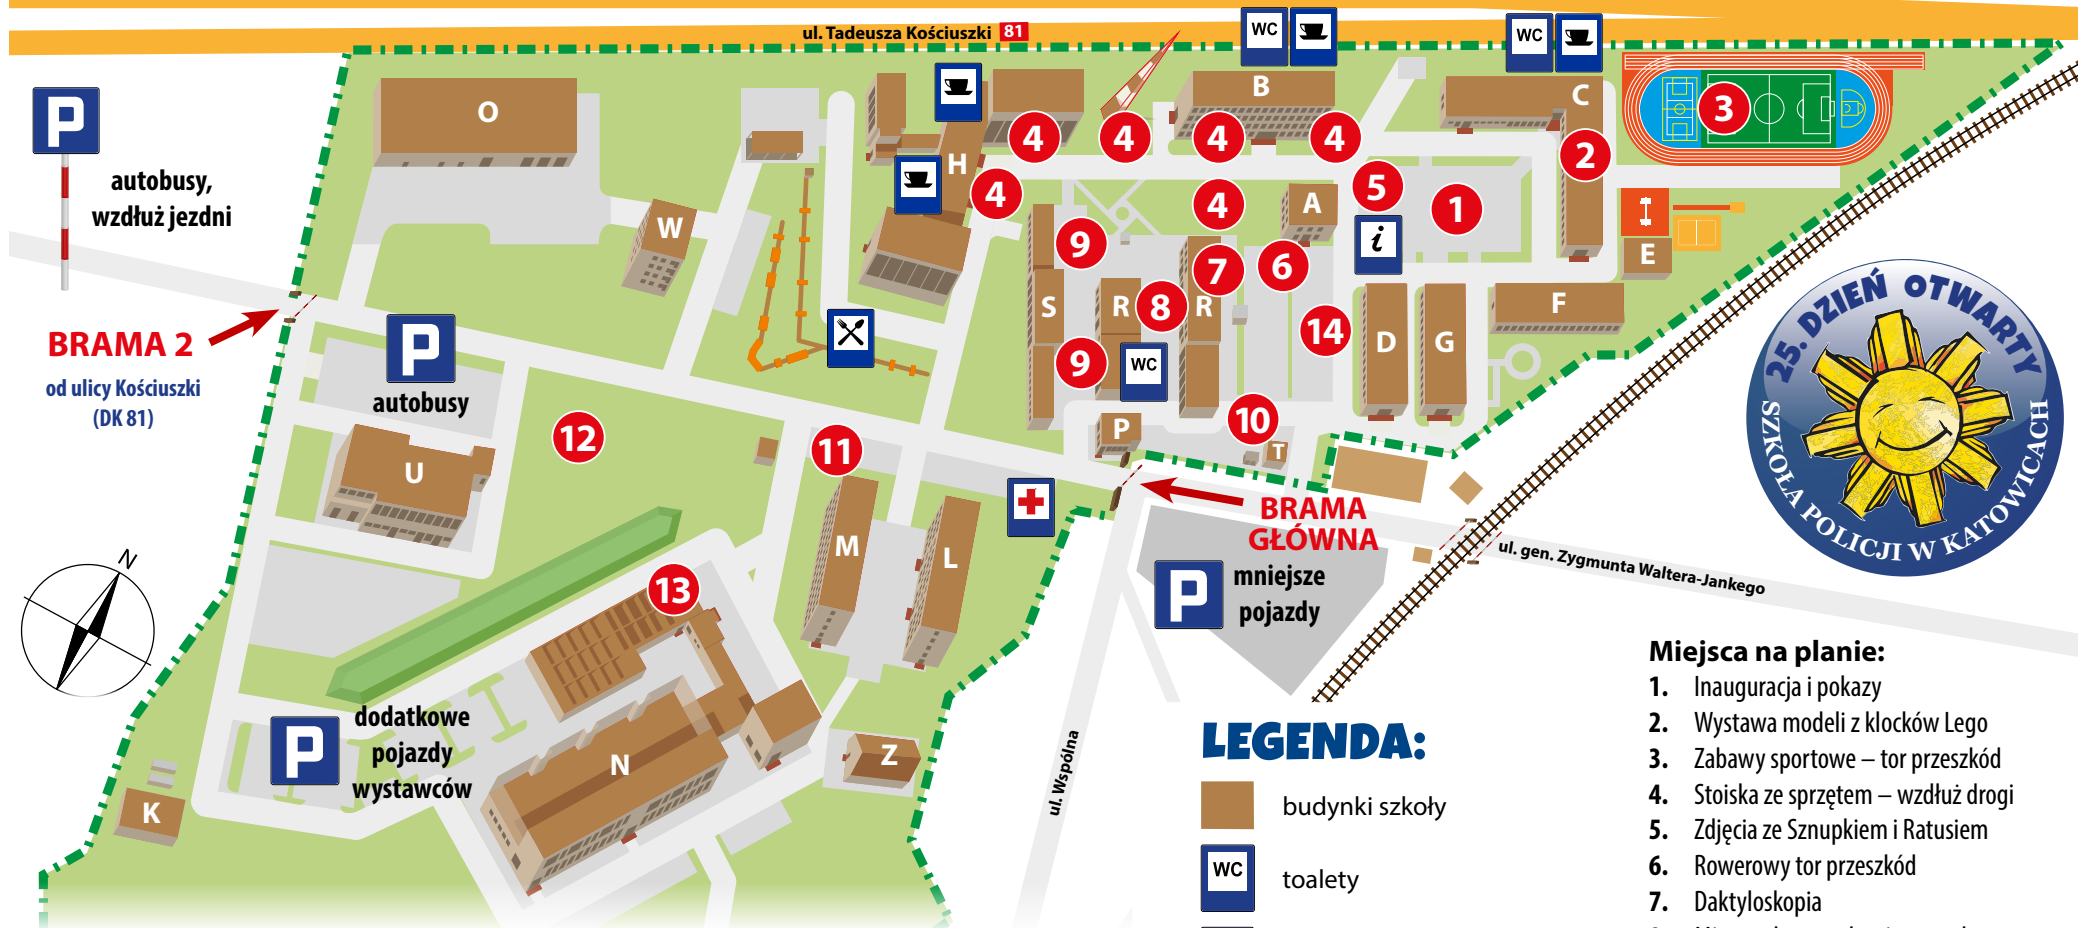 ul. Tadeusza Kościuszki 81
WC
WC
P
autobusy,
wzdłuż jezdni
O
B
C
3
4
4
4
4
2
H
W
4
4
A
5
1
i
9
7
6
E
S
R
8
R
14
D
G
F
BRAMA 2
od ulicy Kościuszki
(DK 81)
P
autobusy
9
WC
12
11
P
10
T
U
25. DZIEŃ OTWARTY
SZKOŁA POLICJI W KATOWICACH
BRAMA
GŁÓWNA
P
mniejsze
pojazdy
ul. gen. Zygmunta Waltera-Jankego
M
L
N
13
P
dodatkowe
pojazdy
wystawców
N
Z
K
ul. Wspólna
LEGENDA:
budynki szkoły
WC
toalety
Miejsca na planie:
1. Inauguracja i pokazy
2. Wystawa modeli z klocków Lego
3. Zabawy sportowe – tor przeszkód
4. Stoiska ze sprzętem – wzdłuż drogi
5. Zdjęcia ze Sznupkiem i Ratusiem
6. Rowerowy tor przeszkód
7. Daktyloskopia